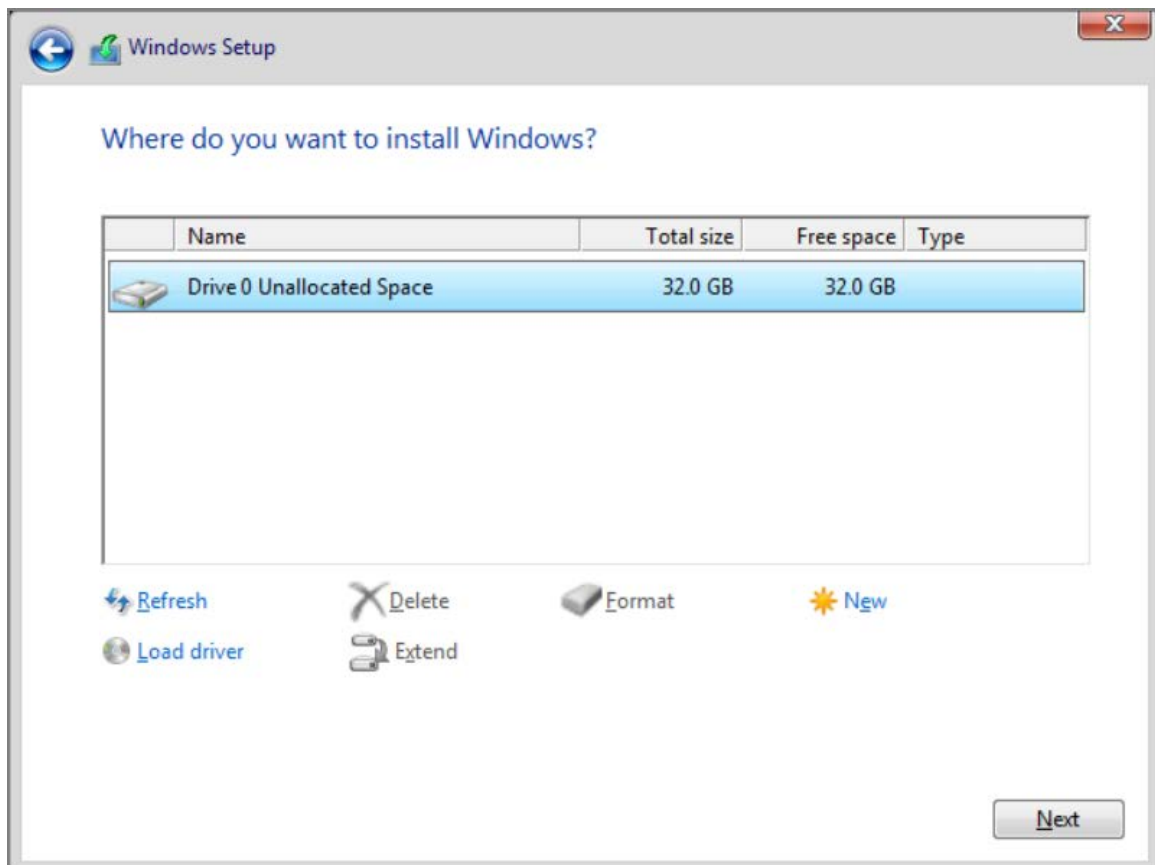 Windows Setup
Where do you want to install Windows?
Name Total size Free space Type
Drive 0 Unallocated Space 32.0 GB 32.0 GB
Refresh Delete Format New
Load driver Extend
Next